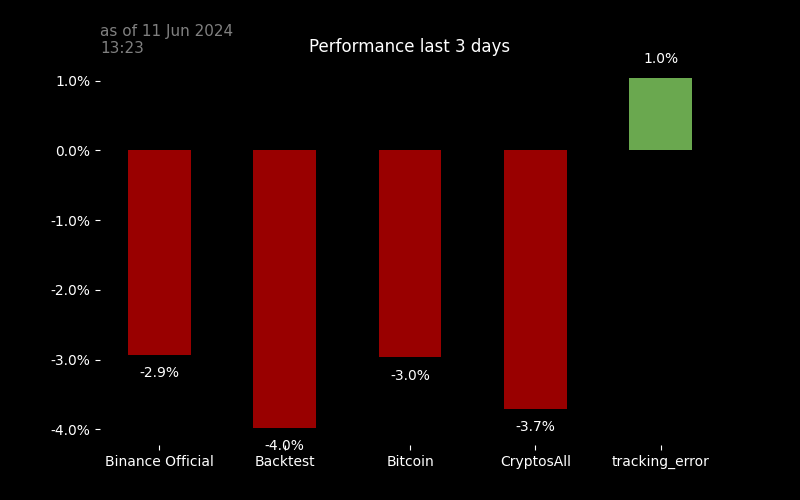 as of 11 Jun 2024
13:23
Performance last 3 days
1.0%
1.0%
0.0%
-1.0%
-2.0%
-3.0%
-4.0%
-2.9%
-4.0%
-3.0%
-3.7%
Binance Official
Backtest
Bitcoin
CryptosAll
tracking_error